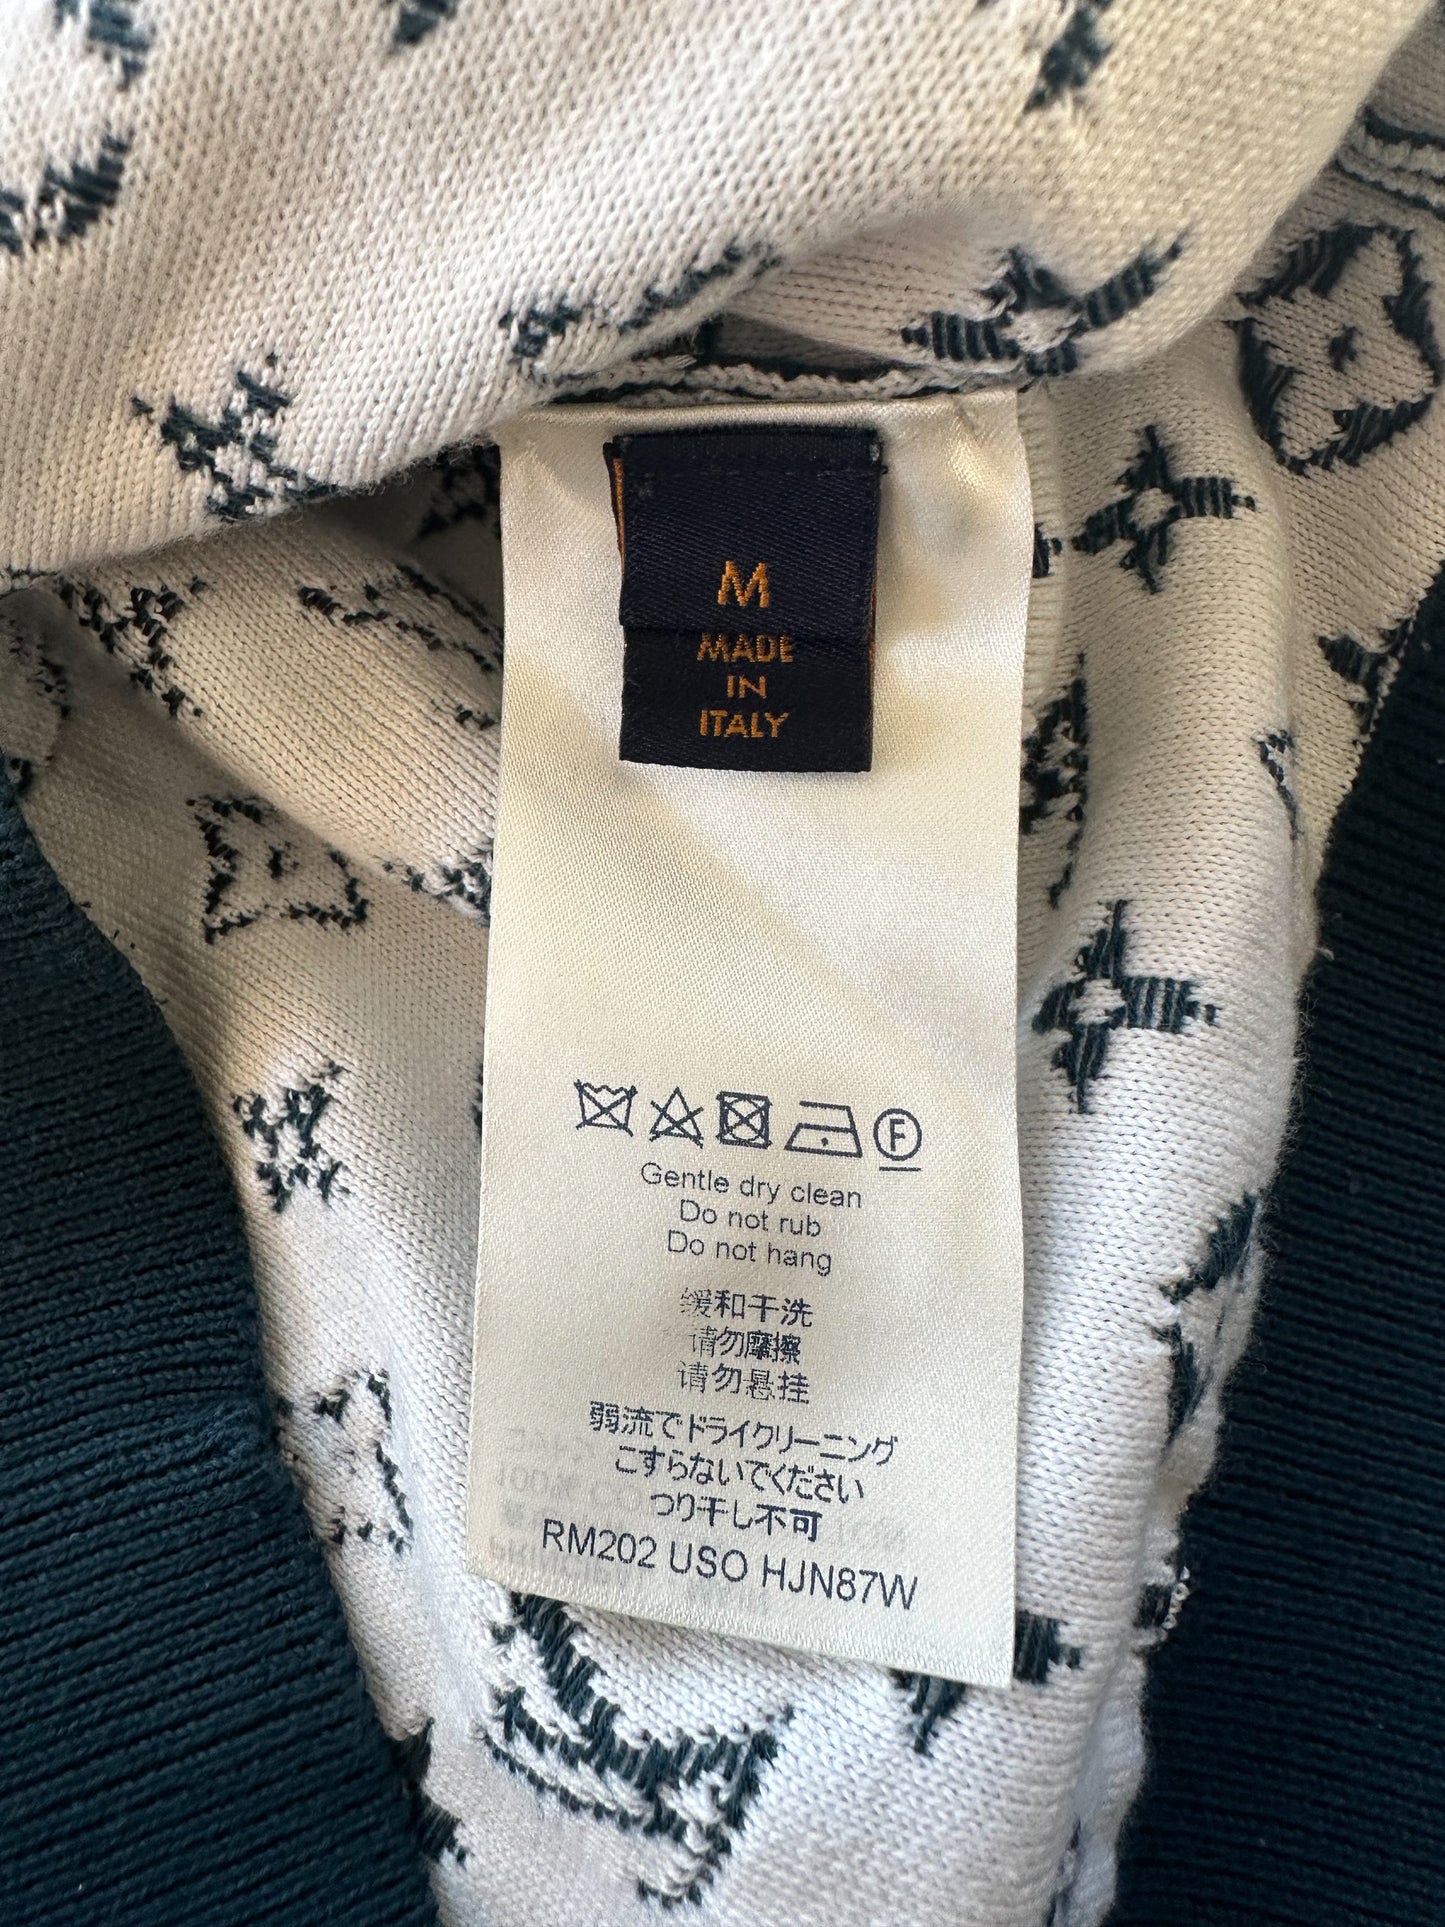 M
MADE
IN
ITALY
F
Gentle dry clean
Do not rub
Do not hang
缓和干洗
请勿摩擦
请勿悬挂
弱流でドライクリーニング
こすらないでください
つり干し不可
RM202 USO HJN87W